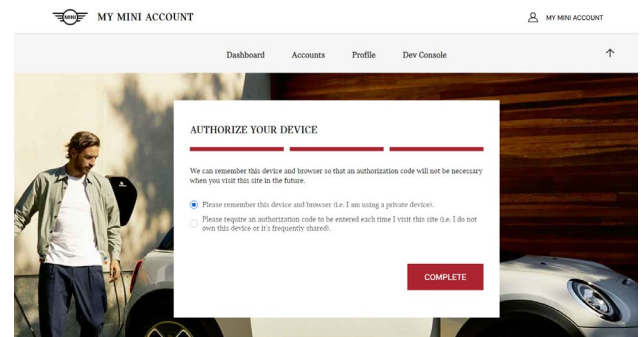 MINI MY MINI ACCOUNT MY MINI ACCOUNT
Dashboard Accounts Profile Dev Console
AUTHORIZE YOUR DEVICE
We can remember this device and browser so that an authorization code will not be necessary
when you visit this site in the future.
Please remember this device and browser (i.e. I am using a private device).
Please require an authorization code to be entered each time I visit this site (i.e. I do not
own this device or it's frequently shared).
COMPLETE